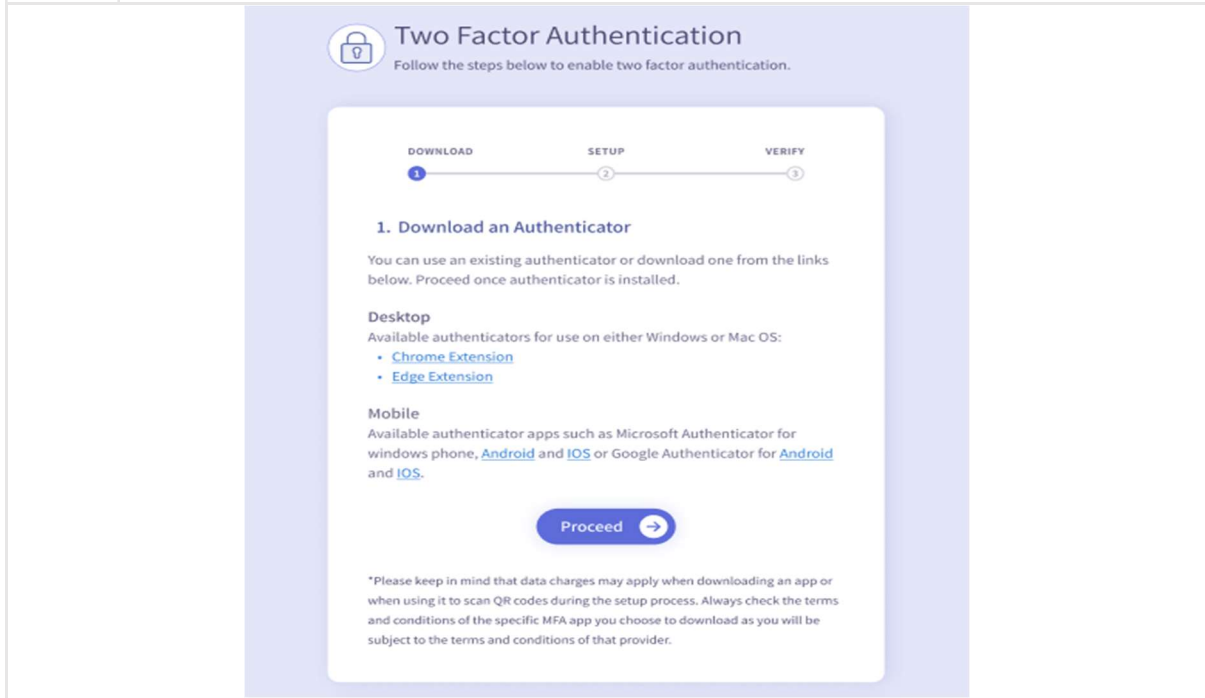 Two Factor Authentication
Follow the steps below to enable two factor authentication.
DOWNLOAD SETUP VERIFY
1 2 3
1. Download an Authenticator
You can use an existing authenticator or download one from the links
below. Proceed once authenticator is installed.
Desktop
Available authenticators for use on either Windows or Mac OS:
• Chrome Extension
• Edge Extension
Mobile
Available authenticator apps such as Microsoft Authenticator for
windows phone, Android and IOS or Google Authenticator for Android
and IOS.
Proceed →
*Please keep in mind that data charges may apply when downloading an app or
when using it to scan QR codes during the setup process. Always check the terms
and conditions of the specific MFA app you choose to download as you will be
subject to the terms and conditions of that provider.